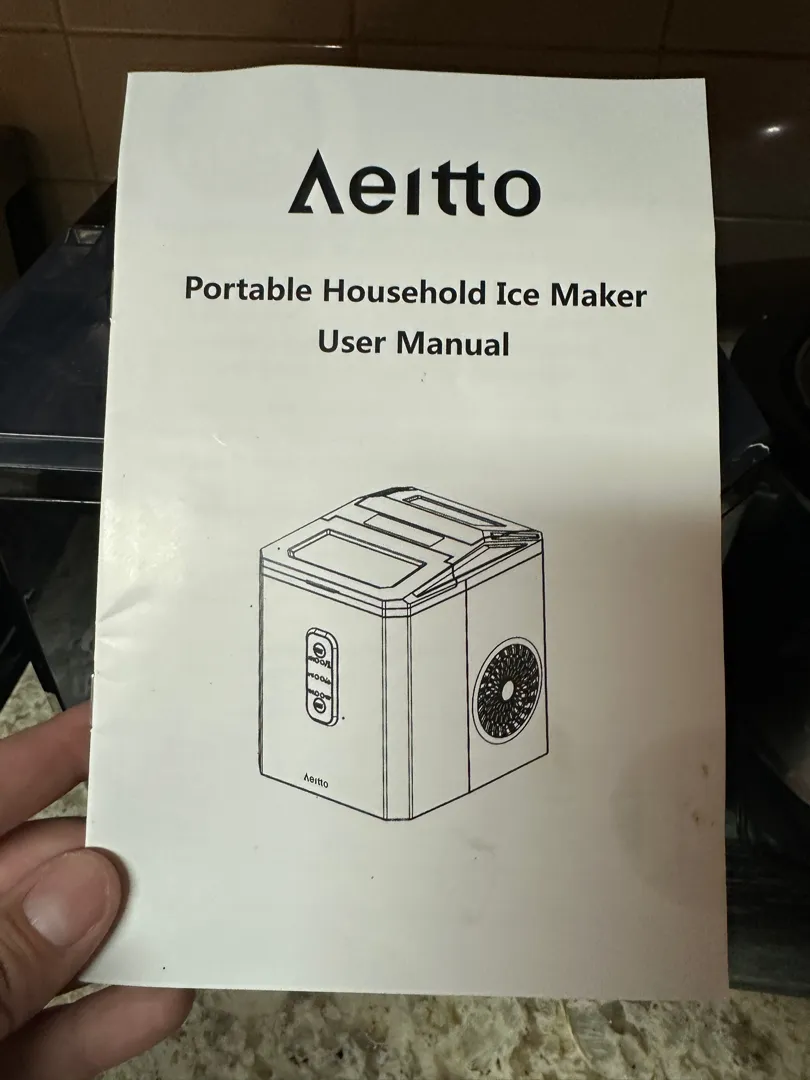 Aeitto
Portable Household Ice Maker
User Manual
Aeitto